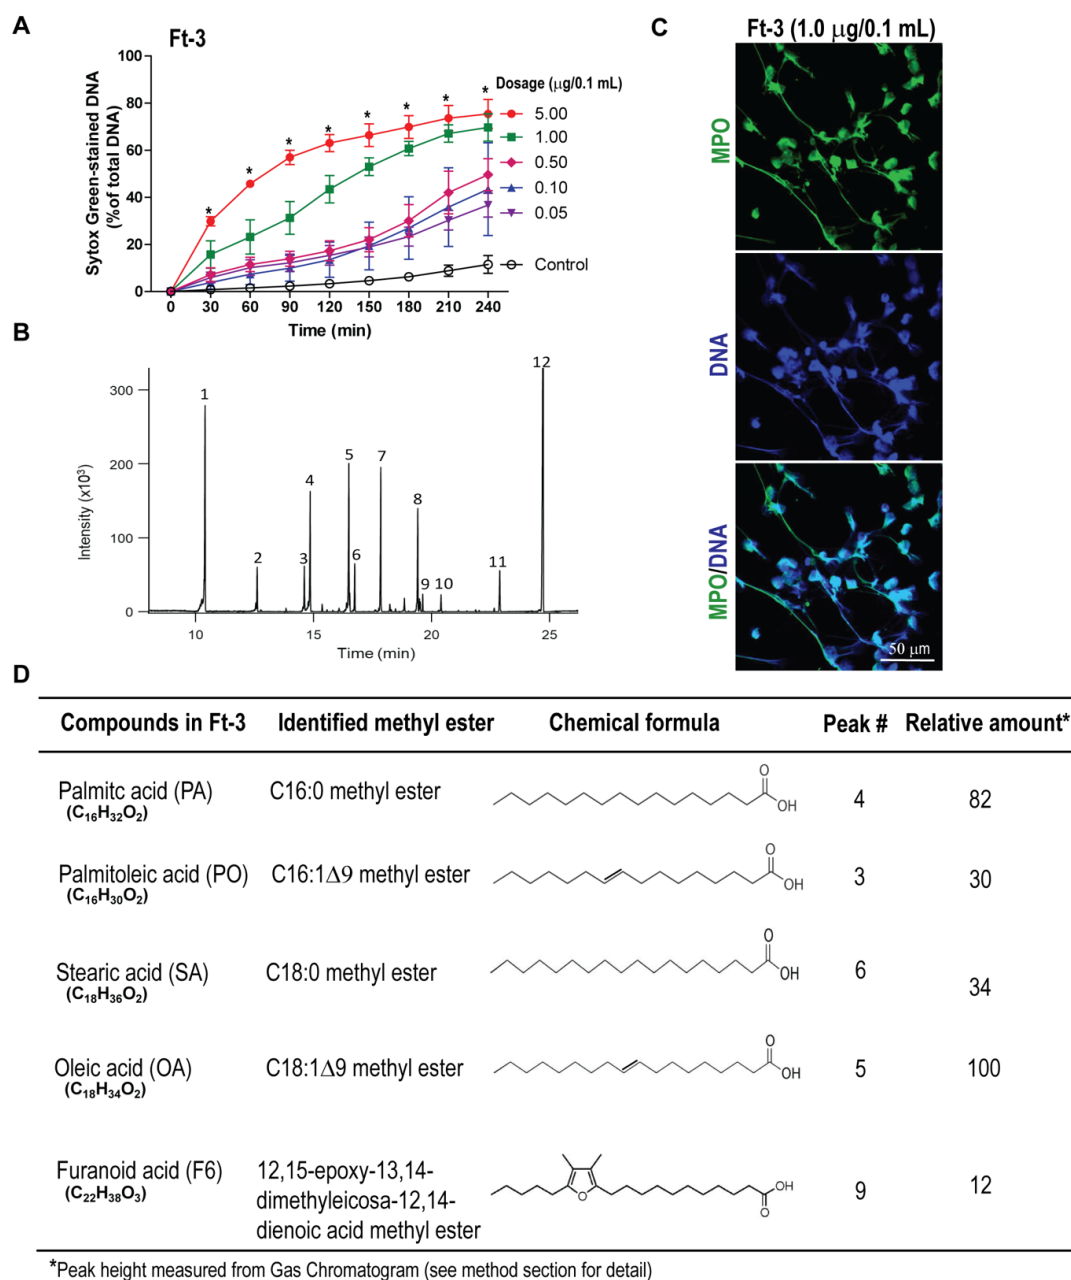 A
Ft-3
Sytox Green-stained DNA
(% of total DNA)
100
80
60
40
20
0
* * * * * * * *
0 30 60 90 120 150 180 210 240
Time (min)
Dosage (μg/0.1 mL)
5.00
1.00
0.50
0.10
0.05
Control
B
Intensity (x10³)
300
200
100
0
1 2 3 4 5 6 7 8 9 10 11 12
10 15 20 25
Time (min)
C
Ft-3 (1.0 μg/0.1 mL)
MPO
DNA
MPO/DNA
50 μm
D
Compounds in Ft-3 Identified methyl ester Chemical formula Peak # Relative amount*
Palmitc acid (PA) C16:0 methyl ester O OH 4 82
(C₁₆H₃₂O₂)
Palmitoleic acid (PO) C16:1Δ9 methyl ester O OH 3 30
(C₁₆H₃₀O₂)
Stearic acid (SA) C18:0 methyl ester O OH 6 34
(C₁₈H₃₆O₂)
Oleic acid (OA) C18:1Δ9 methyl ester O OH 5 100
(C₁₈H₃₄O₂)
Furanoid acid (F6) 12,15-epoxy-13,14- O OH O 9 12
(C₂₂H₃₈O₃) dimethyleicosa-12,14-
dienoic acid methyl ester
*Peak height measured from Gas Chromatogram (see method section for detail)